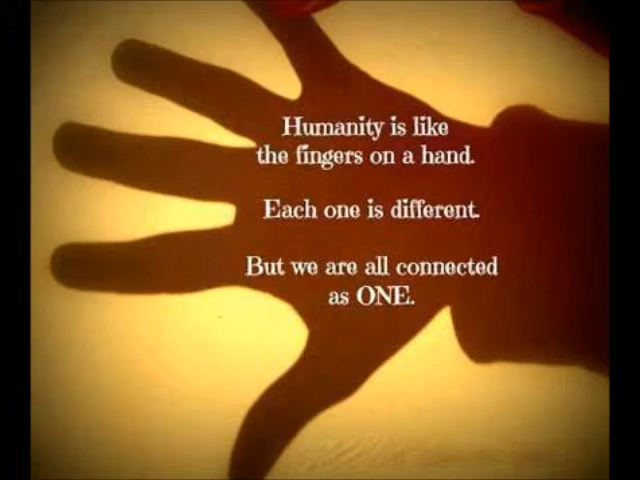 Humanity is like
the fingers on a hand.
Each one is different.
But we are all connected
as ONE.